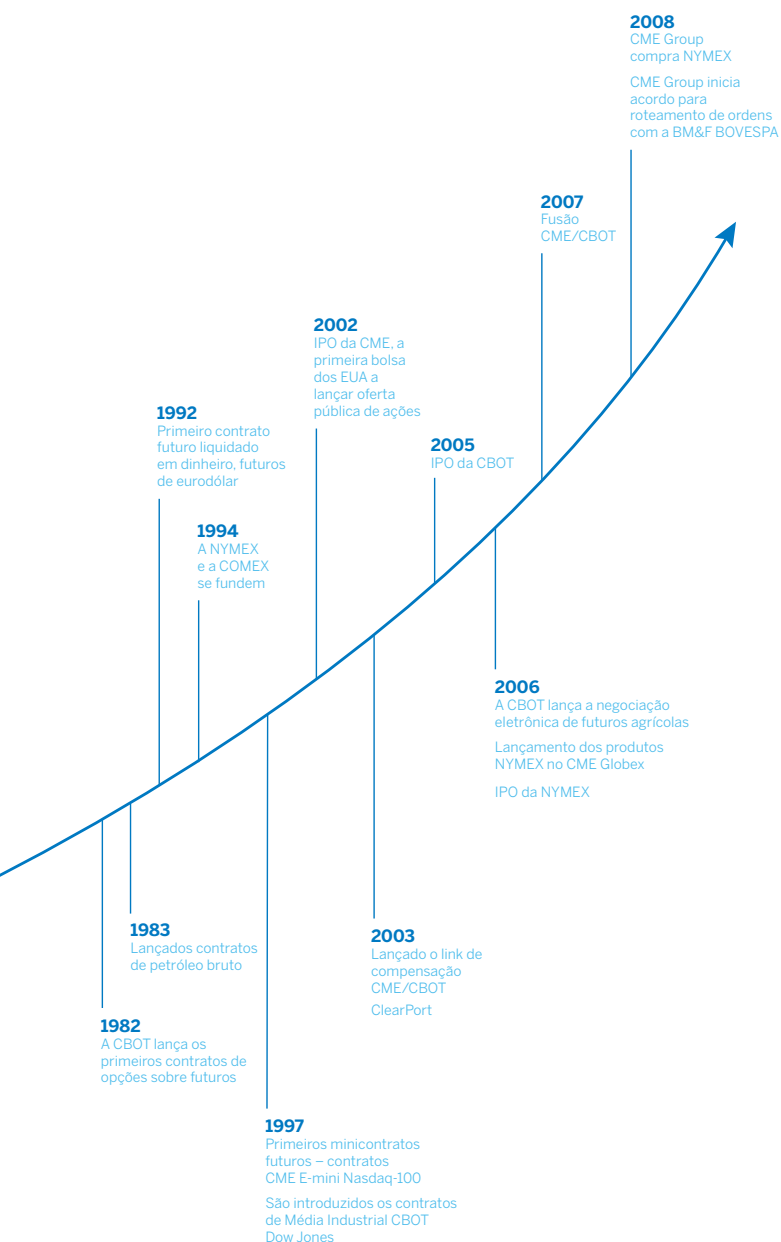 2008
CME Group
compra NYMEX
CME Group inicia
acordo para
roteamento de ordens
com a BM&F BOVESPA
2007
Fusão
CME/CBOT
2002
IPO da CME, a
primeira bolsa
dos EUA a
lançar oferta
pública de ações
1992
Primeiro contrato
futuro liquidado
em dinheiro, futuros
de eurodólar
2005
IPO da CBOT
1994
A NYMEX
e a COMEX
se fundem
2006
A CBOT lança a negociação
eletrônica de futuros agrícolas
Lançamento dos produtos
NYMEX no CME Globex
IPO da NYMEX
1983
Lançados contratos
de petróleo bruto
2003
Lançado o link de
compensação
CME/CBOT
ClearPort
1982
A CBOT lança os
primeiros contratos de
opções sobre futuros
1997
Primeiros minicontratos
futuros – contratos
CME E-mini Nasdaq-100
São introduzidos os contratos
de Média Industrial CBOT
Dow Jones